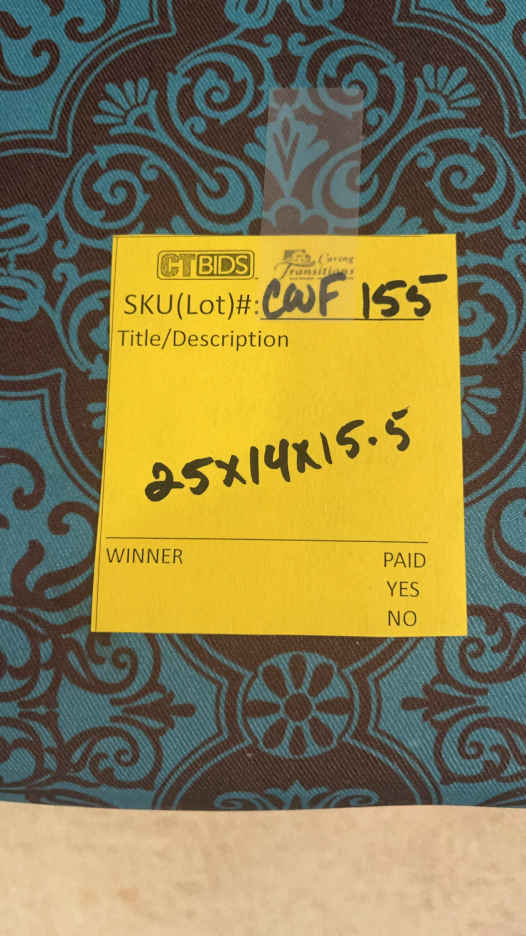 CTBIDS Caring
Transitions
SKU(Lot)#: CWF 155
Title/Description
25x14x15.5
WINNER PAID
YES
NO